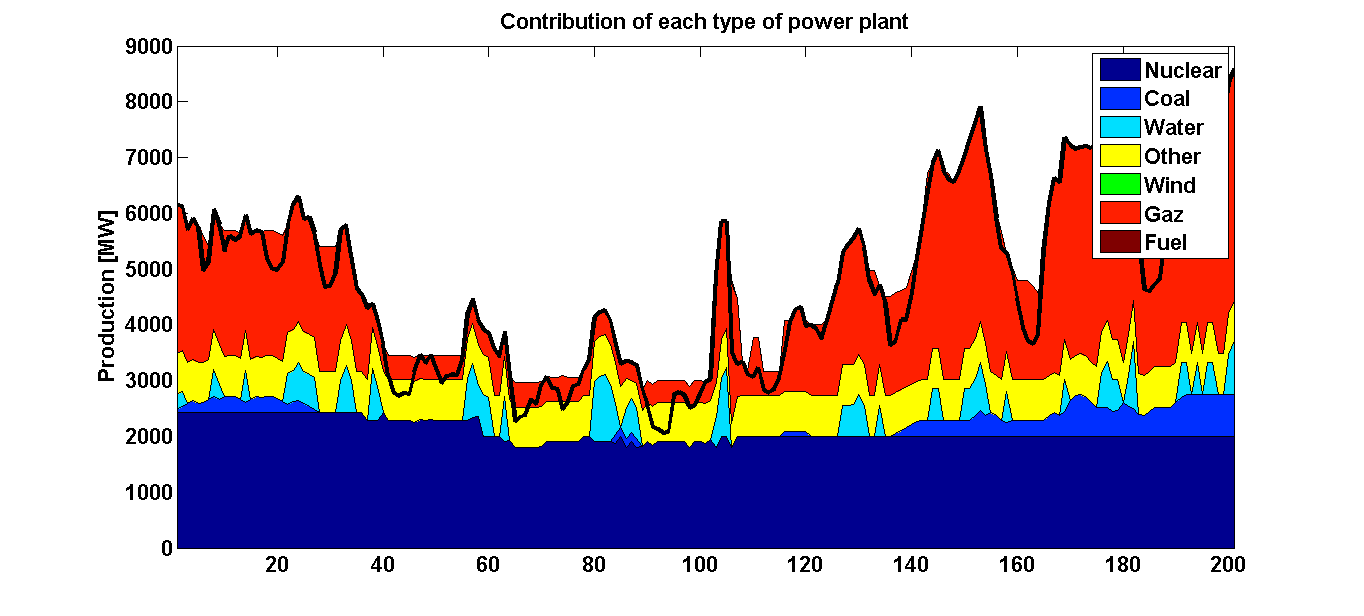 Contribution of each type of power plant
Production [MW]
9000
8000
7000
6000
5000
4000
3000
2000
1000
0
20
40
60
80
100
120
140
160
180
200
Nuclear
Coal
Water
Other
Wind
Gaz
Fuel